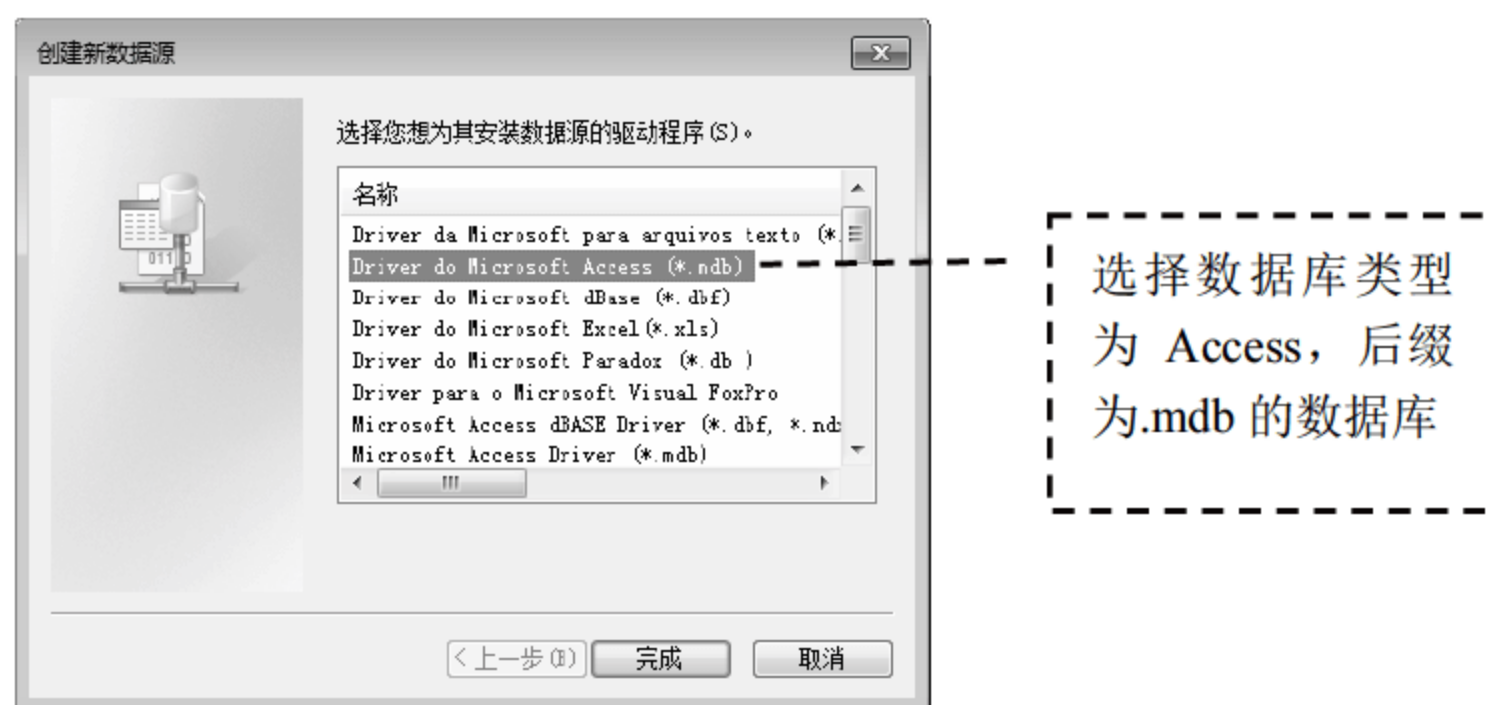 创建新数据源
选择您想为其安装数据源的驱动程序(S)。
名称
Driver da Microsoft para arquivos texto (*.
Driver do Microsoft Access (*.mdb)
Driver do Microsoft dBase (*.dbf)
Driver do Microsoft Excel(*.xls)
Driver do Microsoft Paradox (*.db )
Driver para o Microsoft Visual FoxPro
Microsoft Access dBASE Driver (*.dbf, *.nd
Microsoft Access Driver (*.mdb)
<上一步(B)
完成
取消
选择数据库类型
为 Access，后缀
为.mdb 的数据库